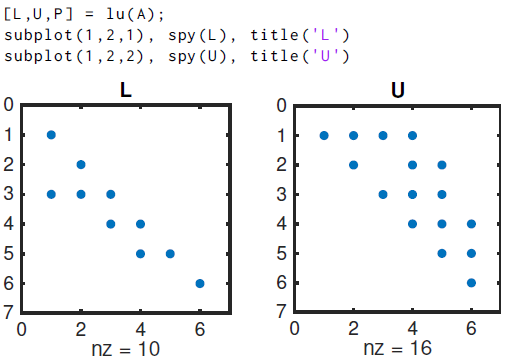 [L,U,P] = lu(A);
subplot(1,2,1), spy(L), title('L')
subplot(1,2,2), spy(U), title('U')
L
0
1
2
3
4
5
6
7
0 2 4 6
nz = 10
U
0
1
2
3
4
5
6
7
0 2 4 6
nz = 16